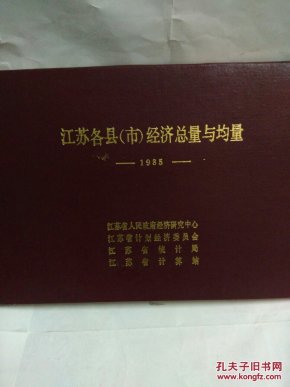 江苏各县(市)经济总量与均量
— 1985 —
江苏省人民政府经济研究中心
江苏省计划经济委员会
江苏省统计局
江苏省计算站
孔夫子旧书网